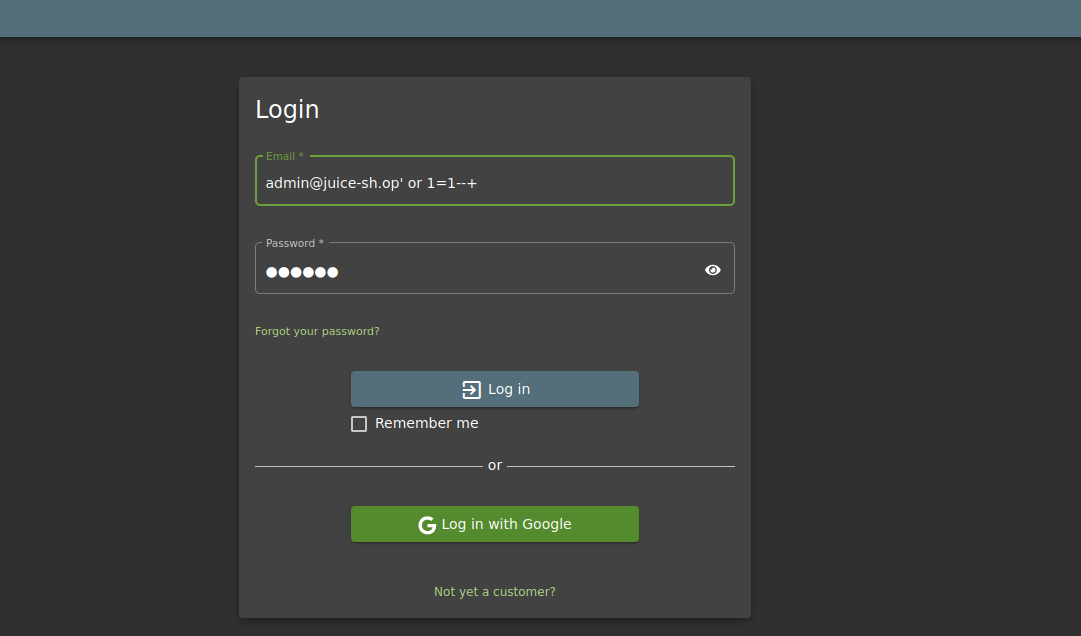 Login
Email *
admin@juice-sh.op' or 1=1--+
Password *
●●●●●●
Forgot your password?
Log in
Remember me
or
Log in with Google
Not yet a customer?